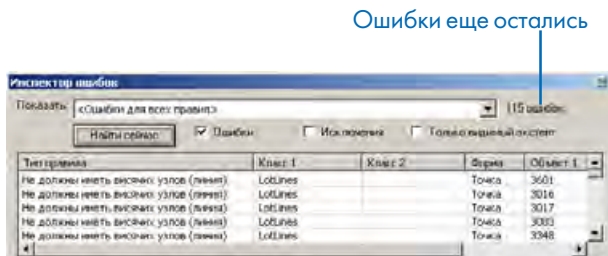 Ошибки еще остались
Инспектор ошибок
Показать: <Ошибки для всех правил> 115 ошибок
Найти сейчас Ошибки Исключения Только видимый экстент
Тип правила Класс 1 Класс 2 Форма Объект 1
Не должны иметь висячих узлов (линия) LotLines Точка 3601
Не должны иметь висячих узлов (линия) LotLines Точка 3016
Не должны иметь висячих узлов (линия) LotLines Точка 3017
Не должны иметь висячих узлов (линия) LotLines Точка 3083
Не должны иметь висячих узлов (линия) LotLines Точка 3348